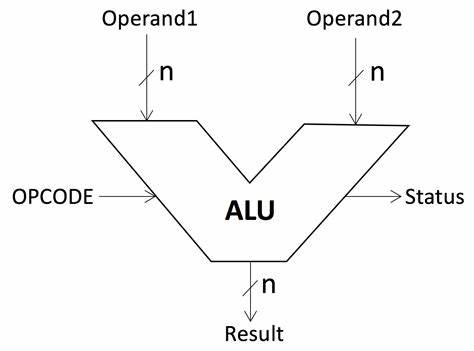 Operand1
Operand2
n
n
OPCODE
ALU
Status
n
Result